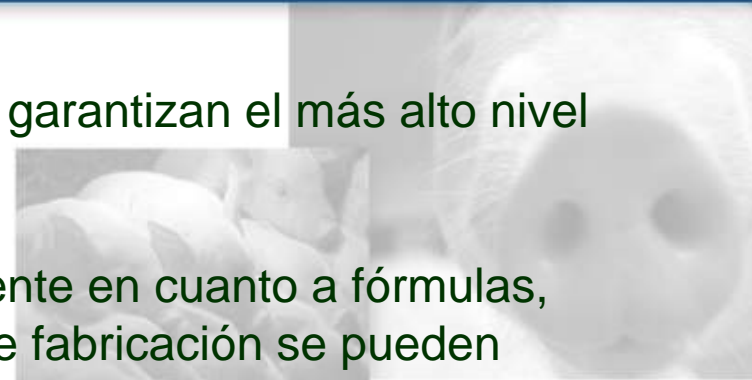 garantizan el más alto nivel
ente en cuanto a fórmulas,
e fabricación se pueden